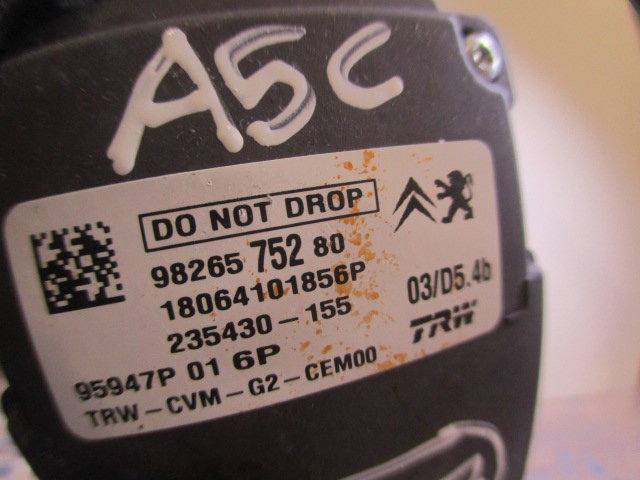 A5C
DO NOT DROP
98265 752 80
18064101856P
235430-155
03/D5.4b
TRW
95947P 01 6P
TRW-CVM-G2-CEM00